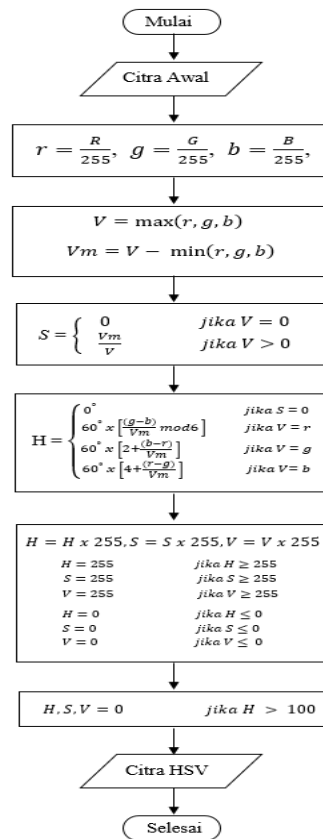 Mulai
Citra Awal
r = R/255, g = G/255, b = B/255,
V = max(r, g, b)
Vm = V − min(r, g, b)
S = { 0 jika V = 0
Vm/V jika V > 0
H = { 0° jika S = 0
60° x [(g−b)/Vm mod6] jika V = r
60° x [2+(b−r)/Vm] jika V = g
60° x [4+(r−g)/Vm] jika V= b
H = H x 255, S = S x 255, V = V x 255
H = 255 jika H ≥ 255
S = 255 jika S ≥ 255
V = 255 jika V ≥ 255
H = 0 jika H ≤ 0
S = 0 jika S ≤ 0
V = 0 jika V ≤ 0
H, S, V = 0 jika H > 100
Citra HSV
Selesai